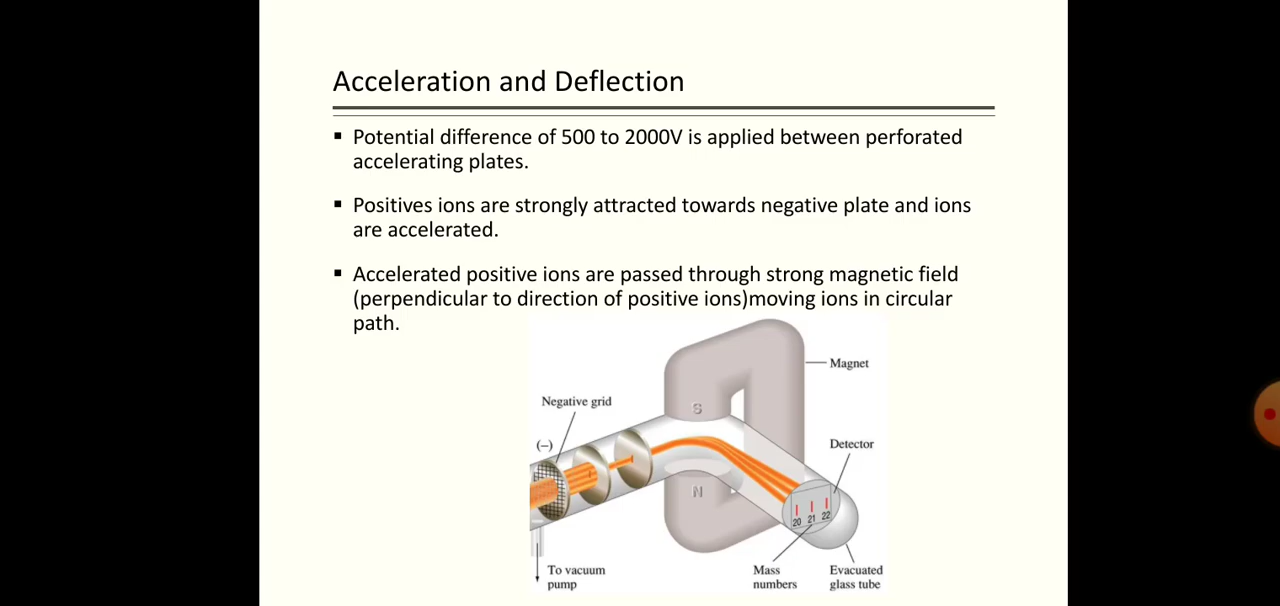 Acceleration and Deflection
▪ Potential difference of 500 to 2000V is applied between perforated
accelerating plates.
▪ Positives ions are strongly attracted towards negative plate and ions
are accelerated.
▪ Accelerated positive ions are passed through strong magnetic field
(perpendicular to direction of positive ions)moving ions in circular
path.
Magnet
Negative grid
S
(−)
Detector
N
20 21 22
To vacuum
pump
Mass
numbers
Evacuated
glass tube